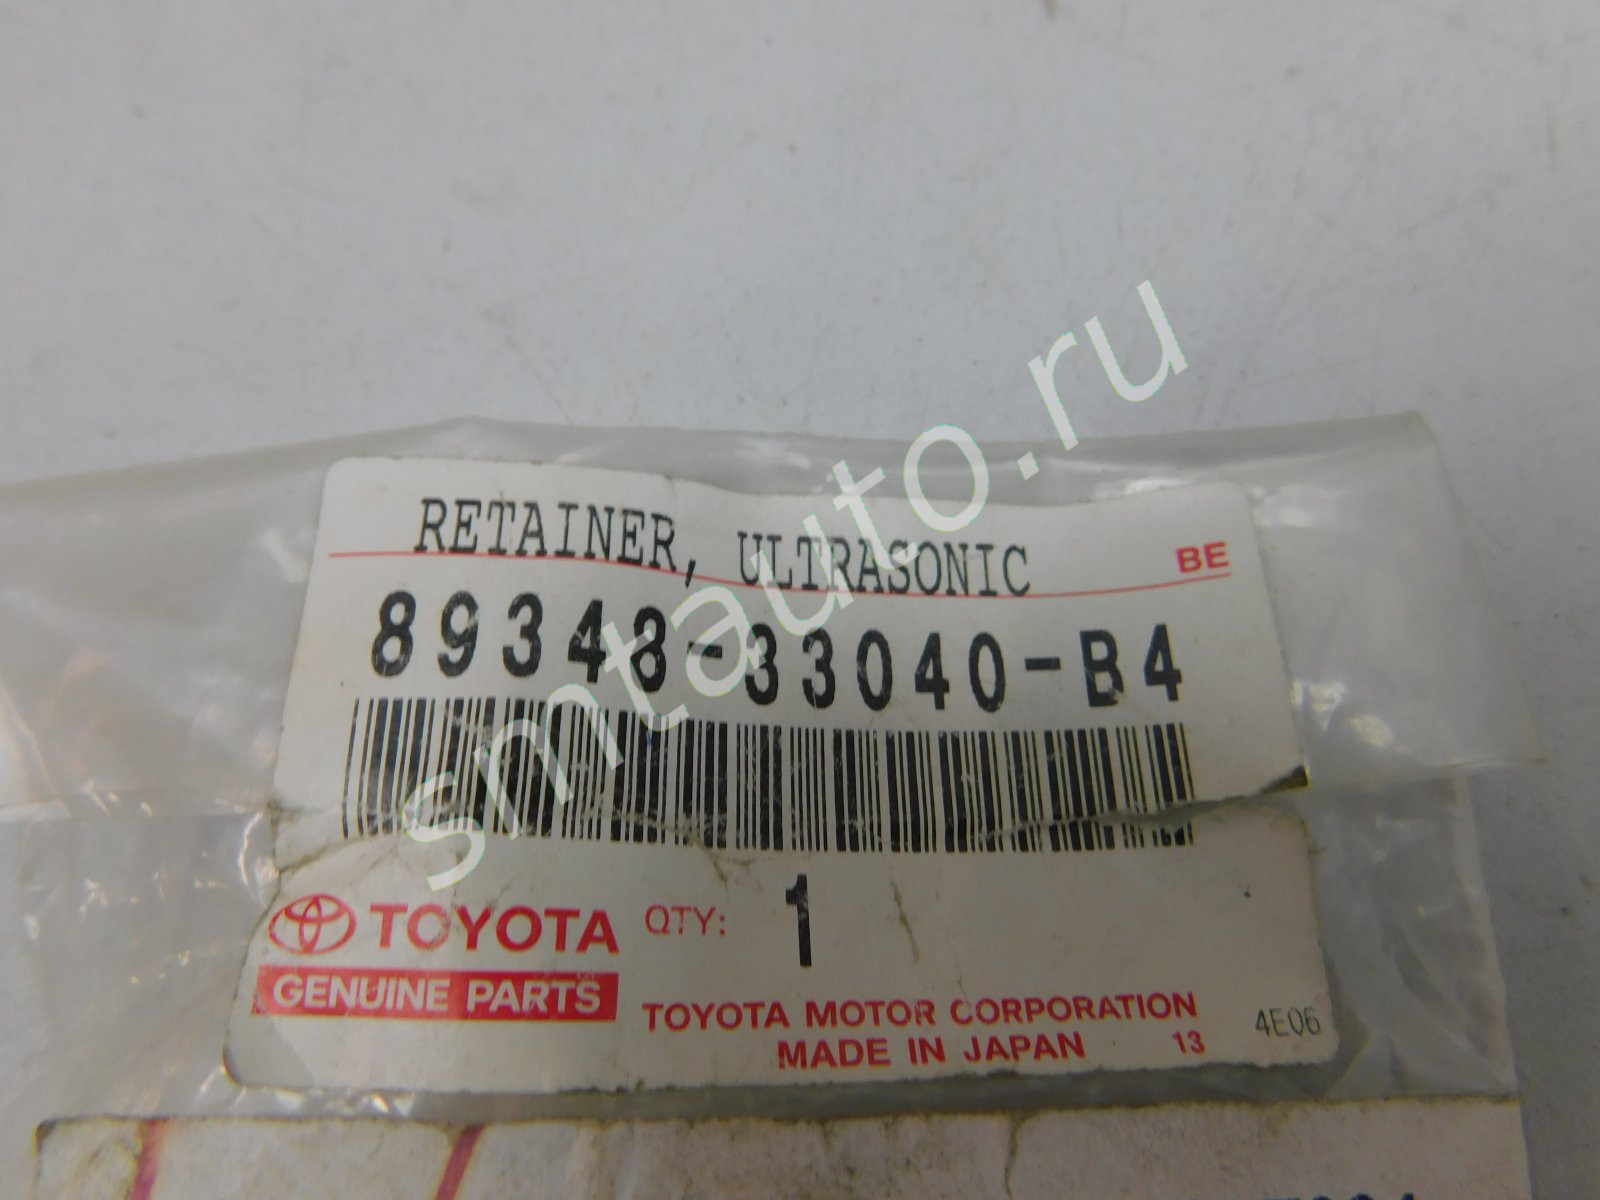 RETAINER, ULTRASONIC
BE
89348-33040-B4
TOYOTA
GENUINE PARTS
QTY: 1
TOYOTA MOTOR CORPORATION
MADE IN JAPAN 13
4E06
smtauto.ru